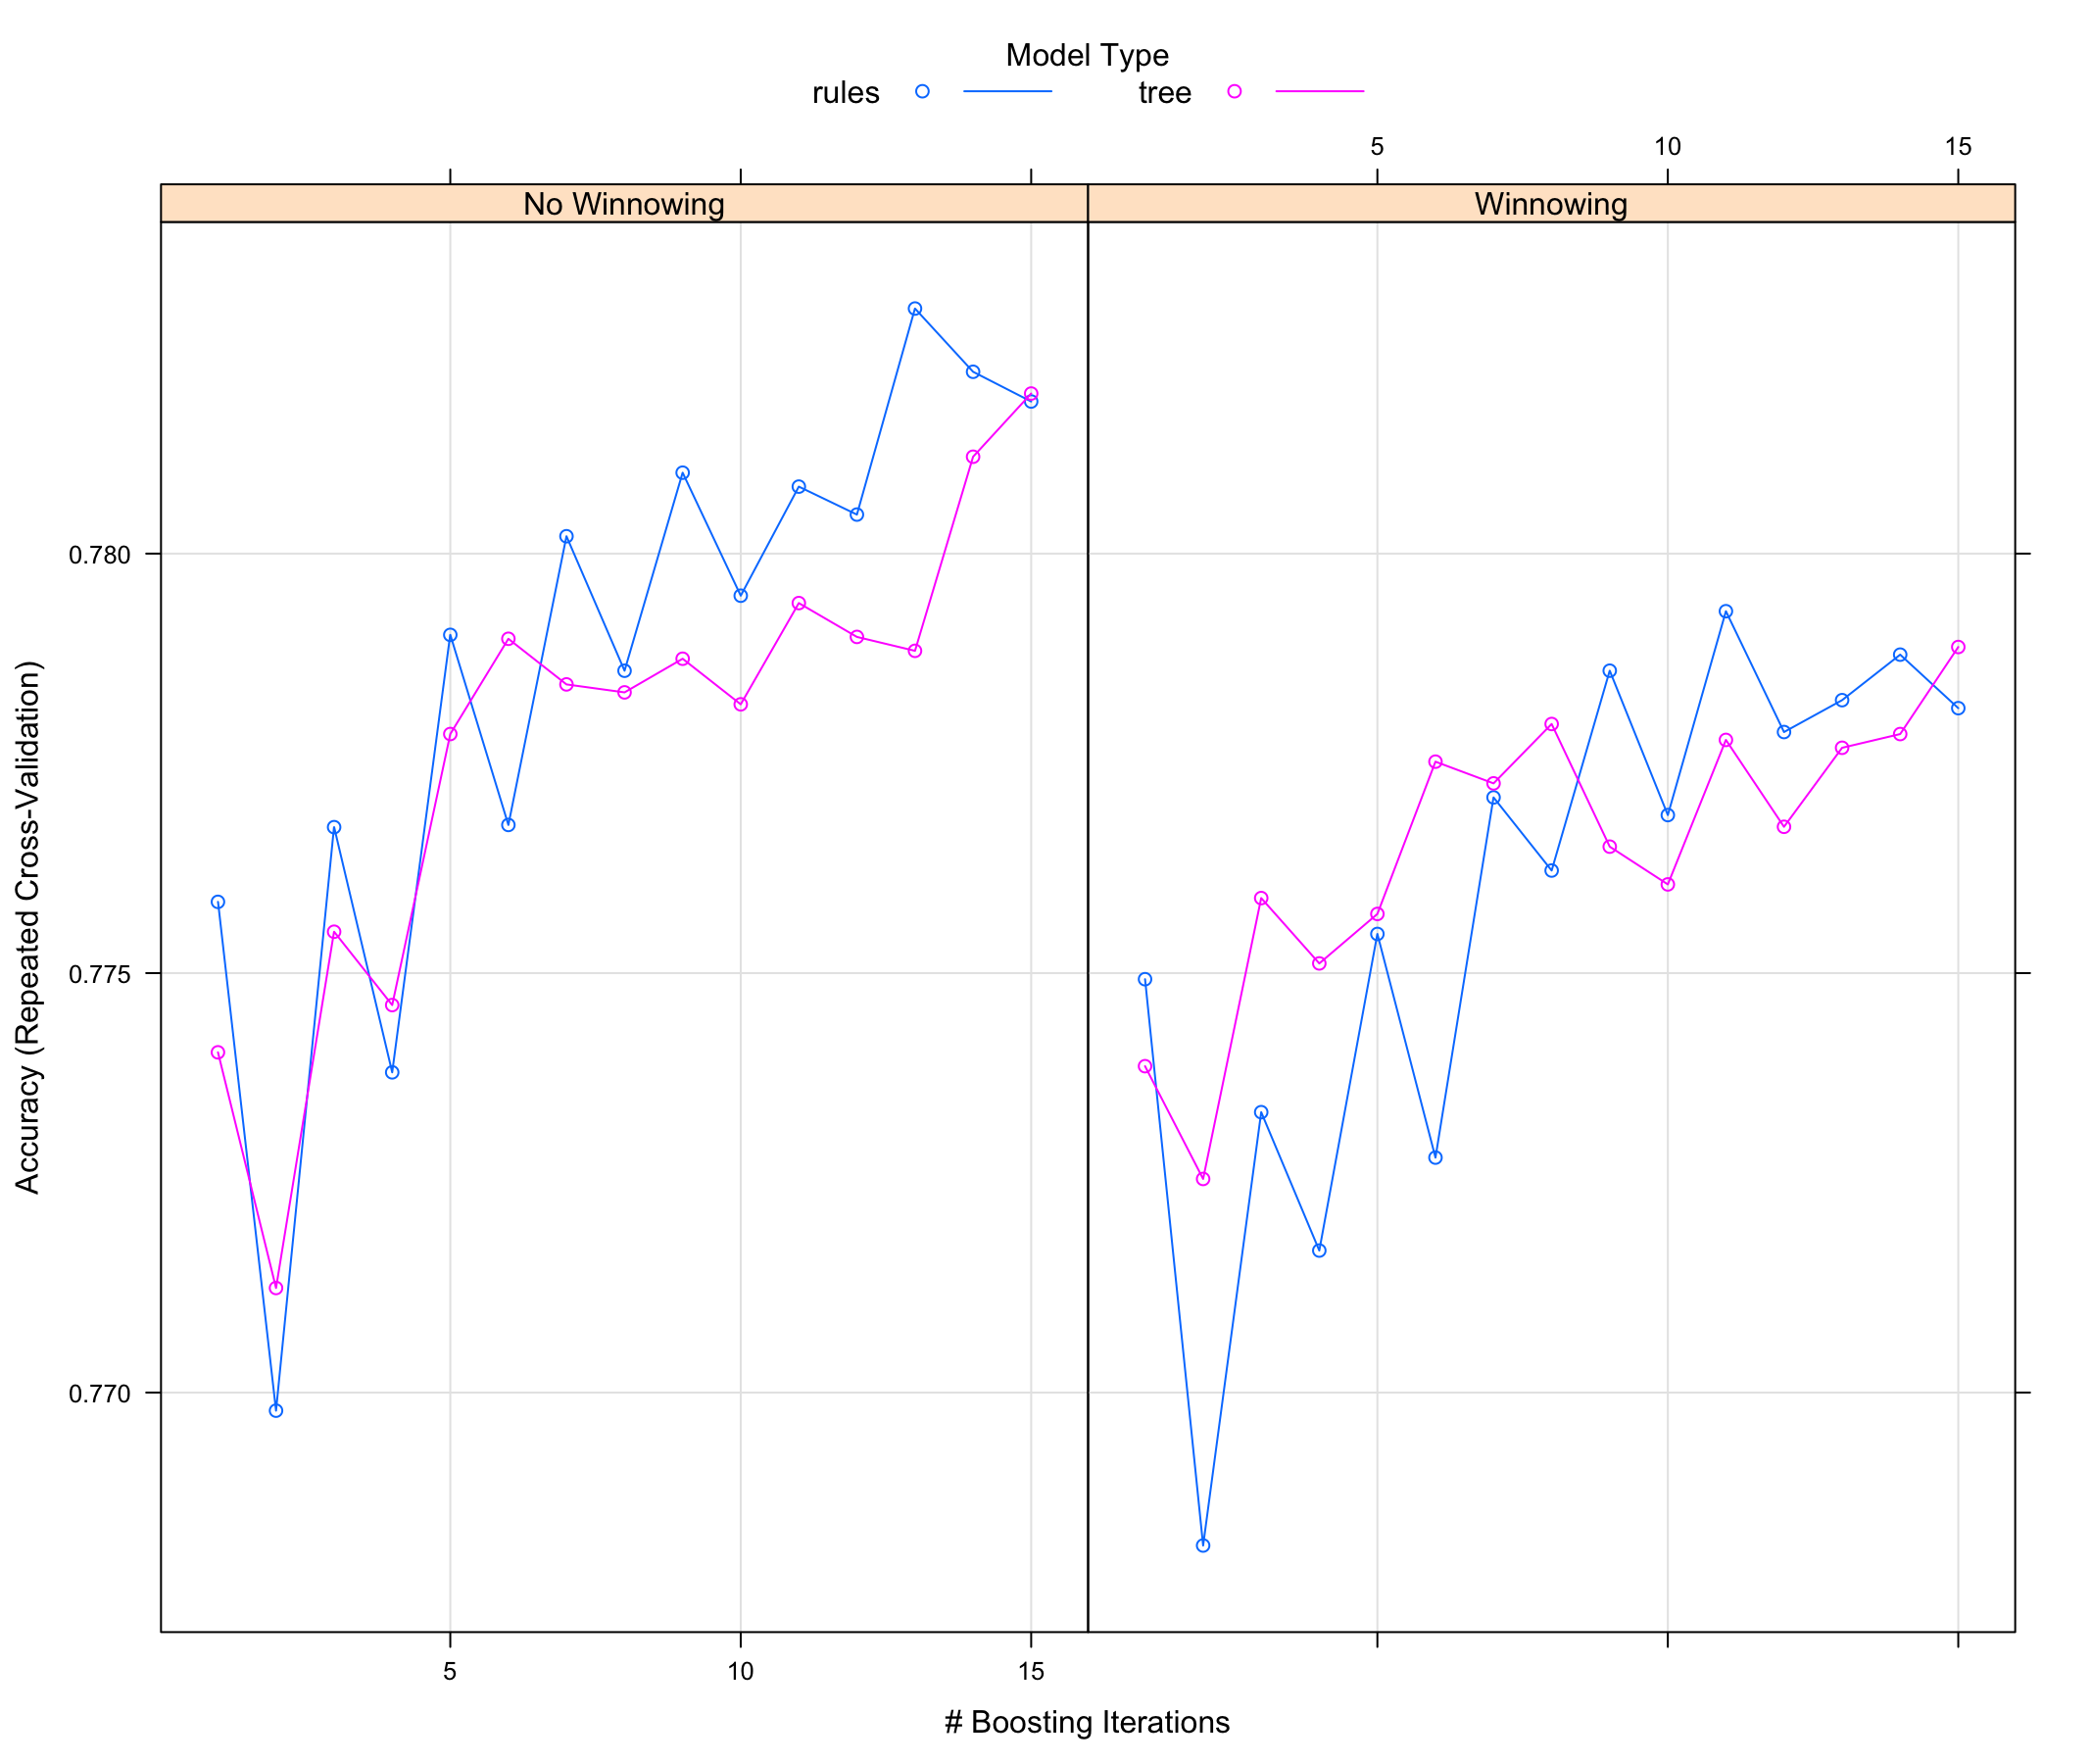 Model Type
rules tree
5 10 15
No Winnowing Winnowing
0.780
0.775
0.770
Accuracy (Repeated Cross-Validation)
5 10 15
# Boosting Iterations